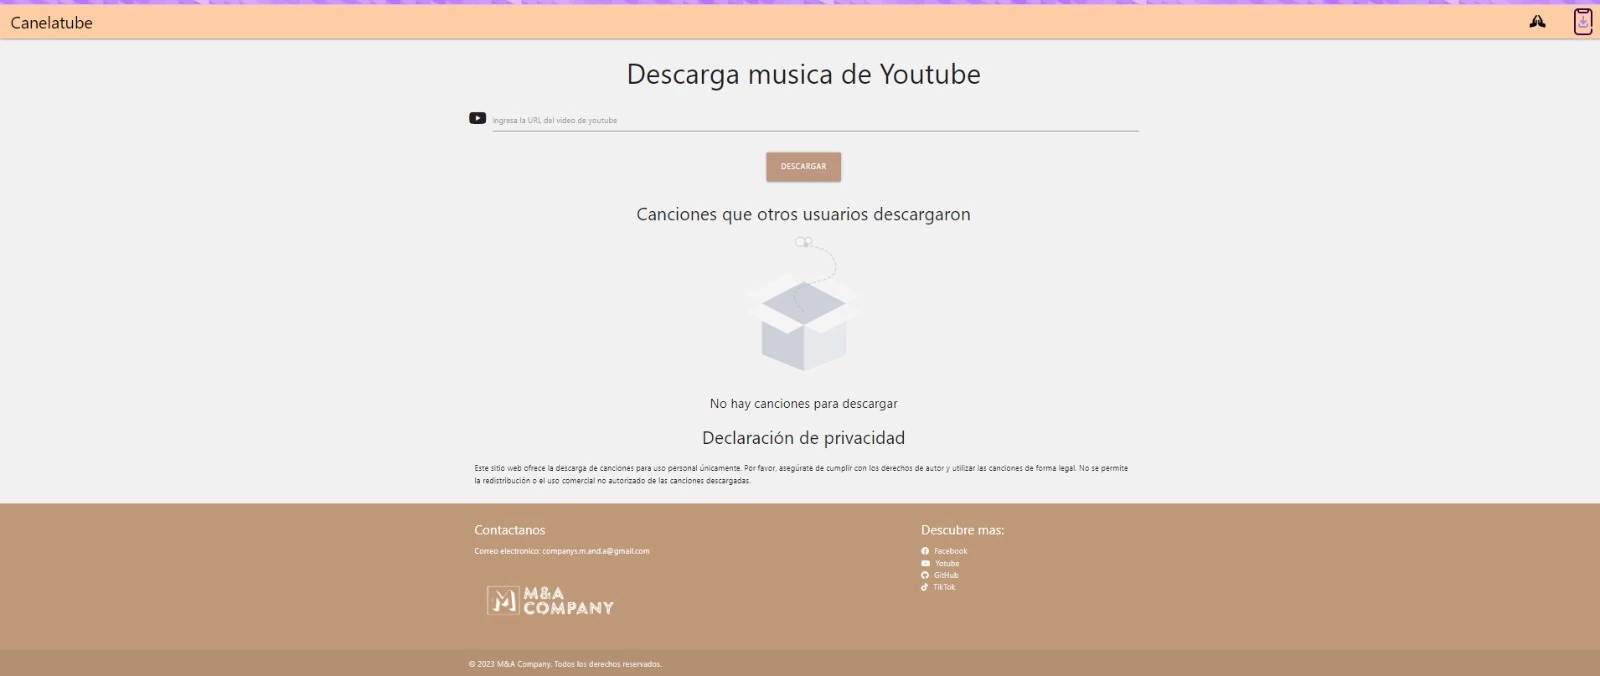 Canelatube
Descarga musica de Youtube
Ingresa la URL del video de youtube
DESCARGAR
Canciones que otros usuarios descargaron
No hay canciones para descargar
Declaración de privacidad
Este sitio web ofrece la descarga de canciones para uso personal únicamente. Por favor, asegúrate de cumplir con los derechos de autor y utilizar las canciones de forma legal. No se permite
la redistribución o el uso comercial no autorizado de las canciones descargadas.
Contactanos
Correo electronico: companys.m.and.a@gmail.com
M&A
COMPANY
Descubre mas:
Facebook
Yotube
GitHub
TikTok
© 2023 M&A Company. Todos los derechos reservados.